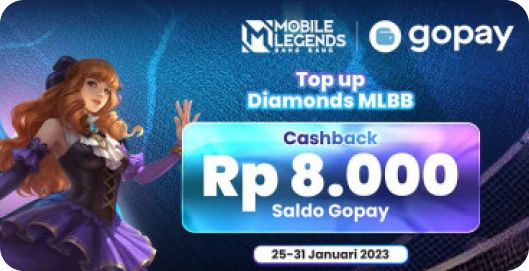 MOBILE
LEGENDS
BANG BANG
gopay
Top up
Diamonds MLBB
Cashback
Rp 8.000
Saldo Gopay
25-31 Januari 2023